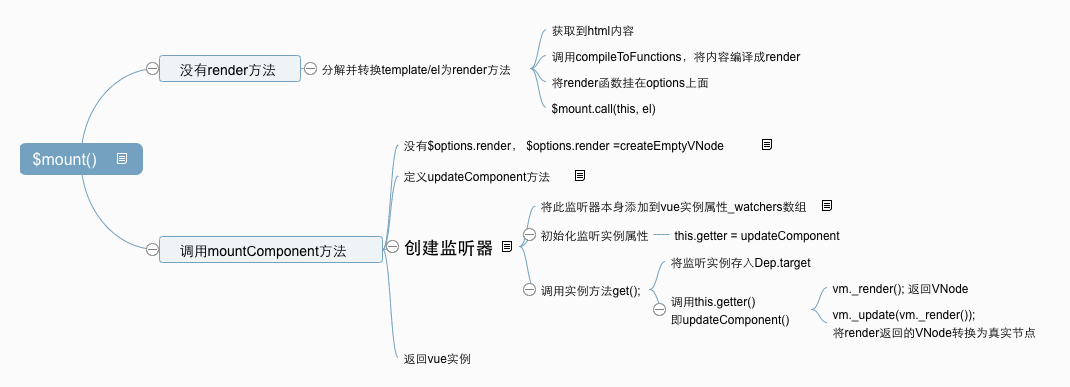 $mount()
没有render方法
分解并转换template/el为render方法
获取到html内容
调用compileToFunctions，将内容编译成render
将render函数挂在options上面
$mount.call(this, el)
调用mountComponent方法
没有$options.render， $options.render =createEmptyVNode
定义updateComponent方法
创建监听器
将此监听器本身添加到vue实例属性_watchers数组
初始化监听实例属性
this.getter = updateComponent
调用实例方法get();
将监听实例存入Dep.target
调用this.getter()
即updateComponent()
vm._render(); 返回VNode
vm._update(vm._render());
将render返回的VNode转换为真实节点
返回vue实例